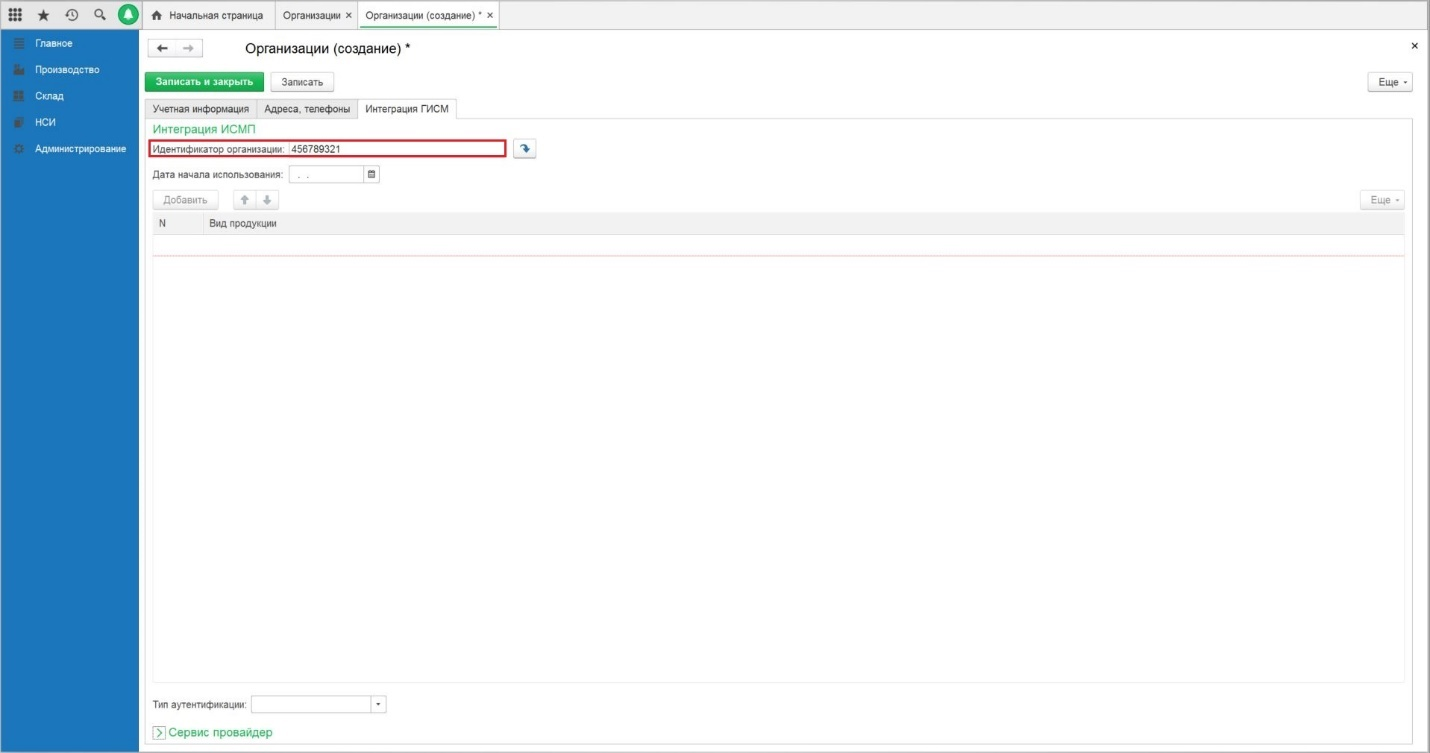 Начальная страница
Организации ×
Организации (создание) * ×
Главное
Производство
Склад
НСИ
Администрирование
Организации (создание) *
×
Записать и закрыть
Записать
Еще
Учетная информация
Адреса, телефоны
Интеграция ГИСМ
Интеграция ИСМП
Идентификатор организации: 456789321
Дата начала использования: . .
Добавить
Еще
N
Вид продукции
Тип аутентификации:
Сервис провайдер